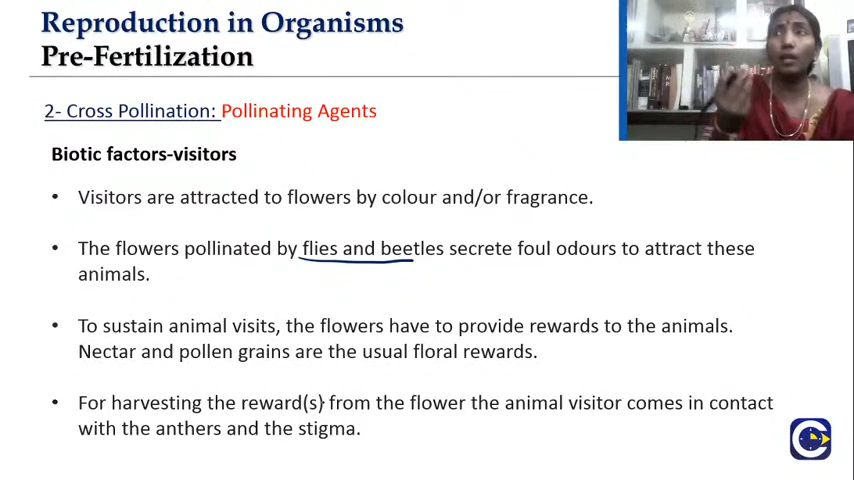 Reproduction in Organisms
Pre-Fertilization
2- Cross Pollination: Pollinating Agents
Biotic factors-visitors
• Visitors are attracted to flowers by colour and/or fragrance.
• The flowers pollinated by flies and beetles secrete foul odours to attract these
animals.
• To sustain animal visits, the flowers have to provide rewards to the animals.
Nectar and pollen grains are the usual floral rewards.
• For harvesting the reward(s) from the flower the animal visitor comes in contact
with the anthers and the stigma.